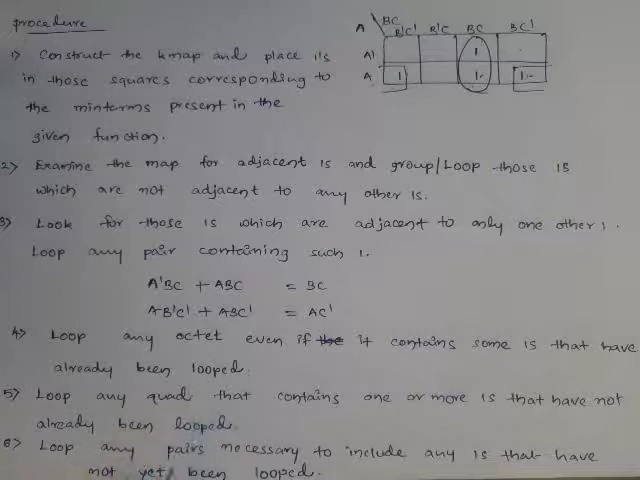 procedure
1) Construct the kmap and place 1s
in those squares corresponding to
the minterms present in the
given function.
A \ BC B'C' B'C BC BC'
A' 1
A 1 1 1
2) Examine the map for adjacent 1s and group/Loop those 1s
which are not adjacent to any other 1s.
3) Look for those 1s which are adjacent to only one other 1.
Loop any pair containing such 1.
A'BC + ABC = BC
AB'C' + ABC' = AC'
4) Loop any octet even if the it contains some 1s that have
already been looped.
5) Loop any quad that contains one or more 1s that have not
already been looped.
6) Loop any pairs necessary to include any 1s that have
not yet been looped.